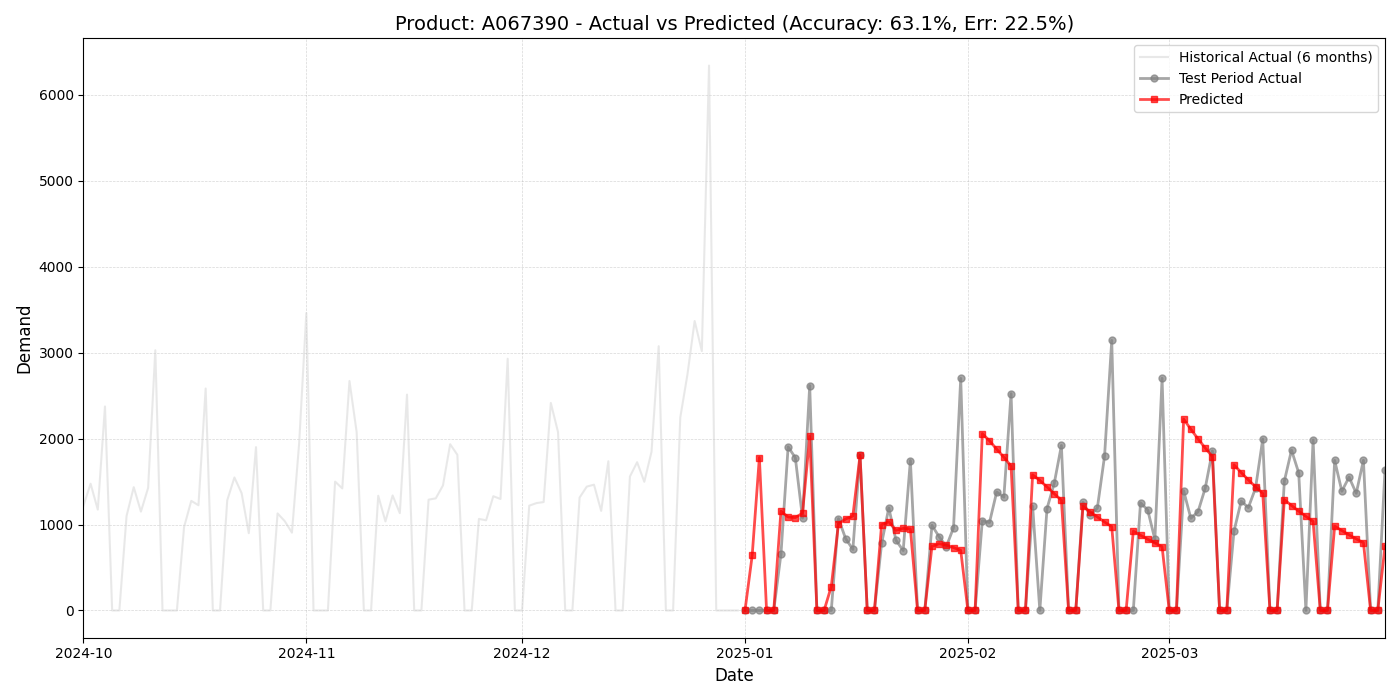 Product: A067390 - Actual vs Predicted (Accuracy: 63.1%, Err: 22.5%)
Historical Actual (6 months)
Test Period Actual
Predicted
6000
5000
4000
3000
2000
1000
0
Demand
2024-10
2024-11
2024-12
2025-01
2025-02
2025-03
Date